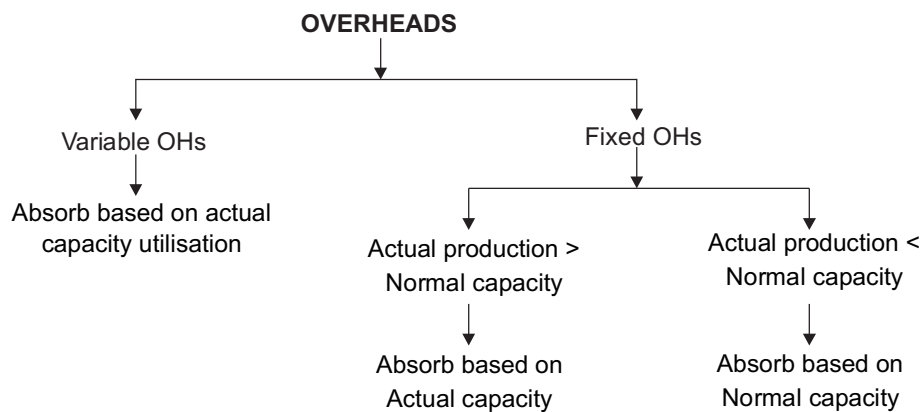 OVERHEADS
Variable OHs
Absorb based on actual
capacity utilisation
Fixed OHs
Actual production >
Normal capacity
Absorb based on
Actual capacity
Actual production <
Normal capacity
Absorb based on
Normal capacity